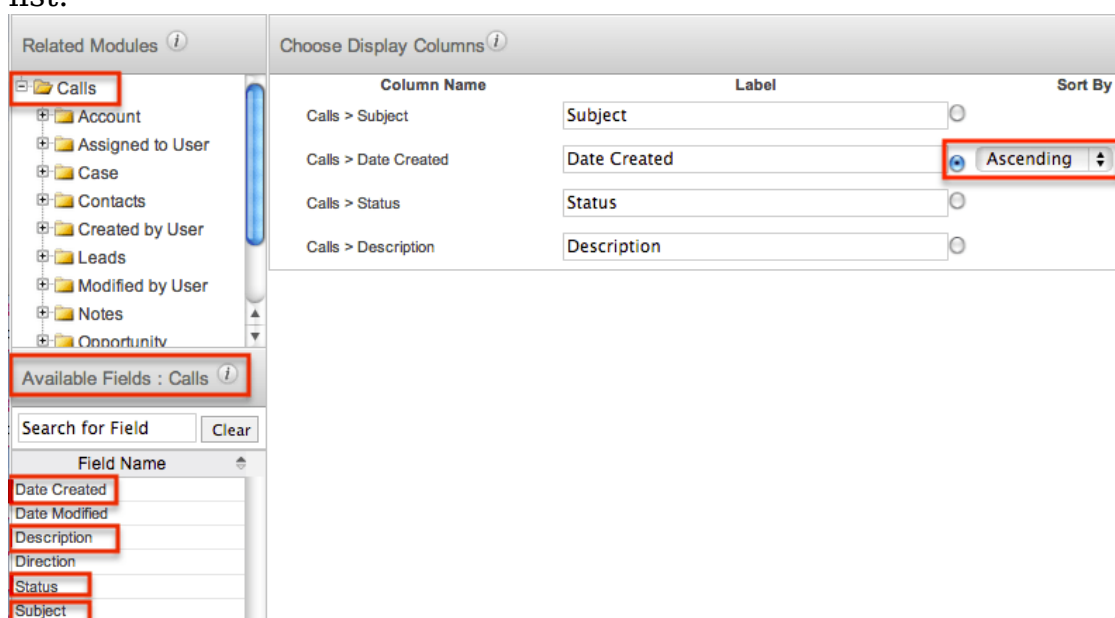 list.
Related Modules i
Calls
Account
Assigned to User
Case
Contacts
Created by User
Leads
Modified by User
Notes
Opportunity
Available Fields : Calls i
Search for Field Clear
Field Name
Date Created
Date Modified
Description
Direction
Status
Subject
Choose Display Columns i
Column Name Label Sort By
Calls > Subject Subject
Calls > Date Created Date Created Ascending
Calls > Status Status
Calls > Description Description